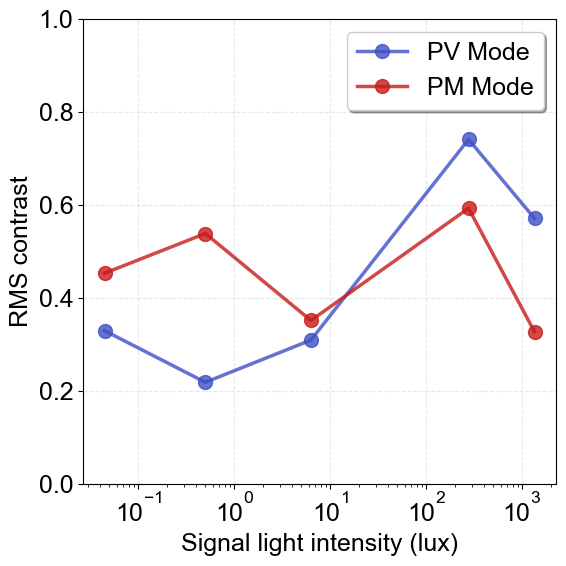 PV Mode
PM Mode
RMS contrast
1.0
0.8
0.6
0.4
0.2
0.0
10⁻¹ 10⁰ 10¹ 10² 10³
Signal light intensity (lux)